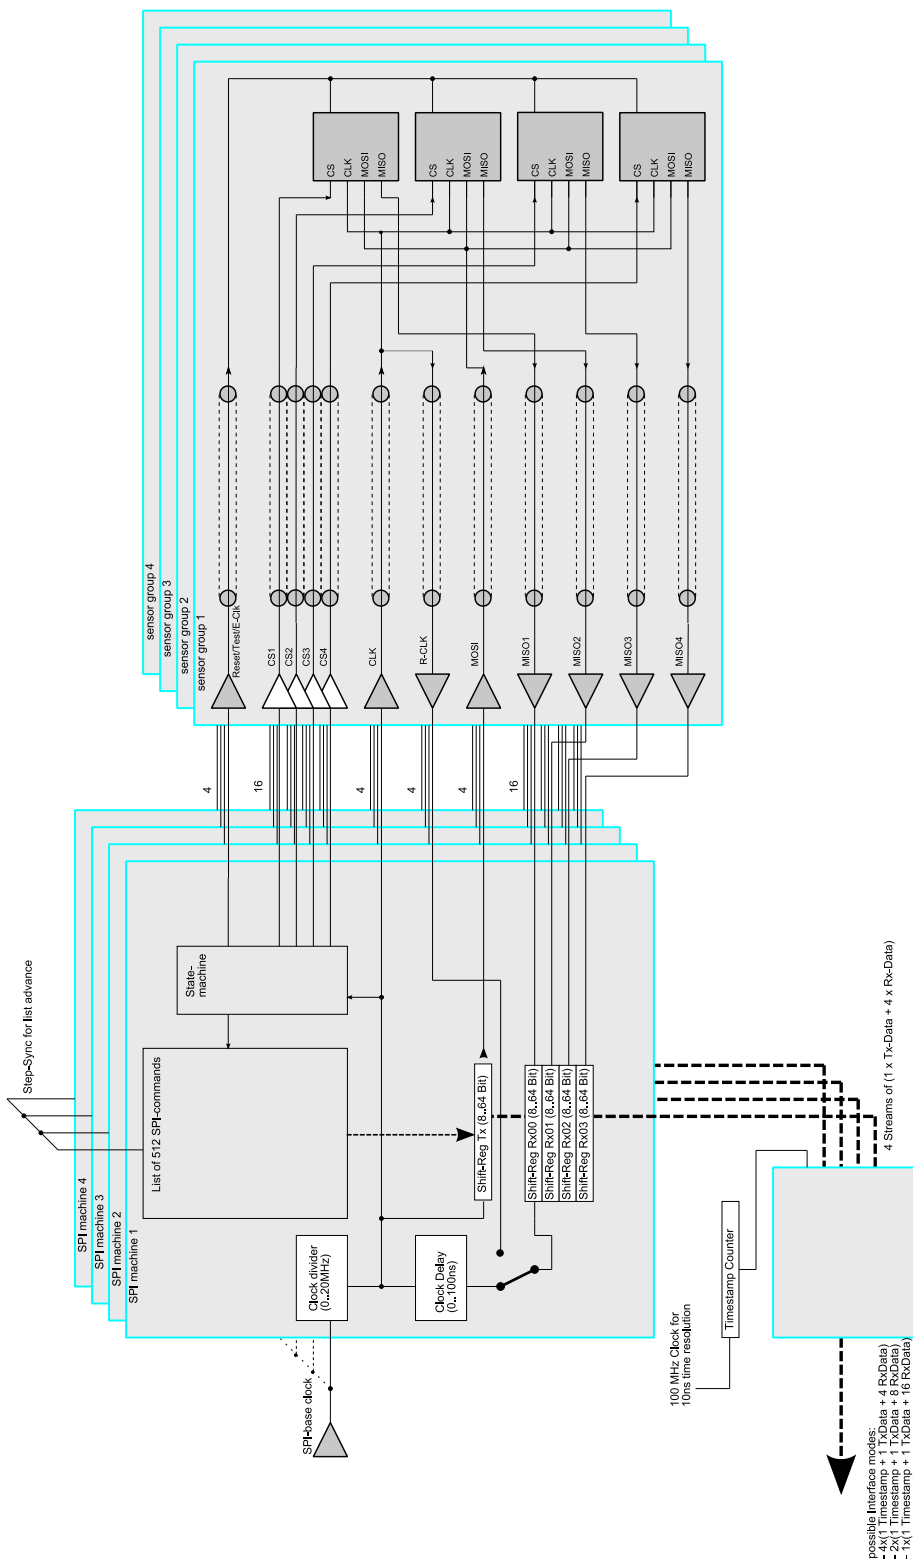 CS
CLK
MOSI
MISO
CS
CLK
MOSI
MISO
CS
CLK
MOSI
MISO
CS
CLK
MOSI
MISO
sensor group 4
sensor group 3
sensor group 2
sensor group 1
Reset/Test/E-Clk
CS1
CS2
CS3
CS4
CLK
R-CLK
MOSI
MISO1
MISO2
MISO3
MISO4
4
16
4
4
4
16
Step-Sync for list advance
State-
machine
List of 512 SPI-commands
SPI machine 4
SPI machine 3
SPI machine 2
SPI machine 1
Shift-Reg Tx (8..64 Bit)
Shift-Reg Rx00 (8..64 Bit)
Shift-Reg Rx01 (8..64 Bit)
Shift-Reg Rx02 (8..64 Bit)
Shift-Reg Rx03 (8..64 Bit)
Clock divider
(0..20MHz)
Clock Delay
(0..100ns)
SPI-base clock
4 Streams of (1 x Tx-Data + 4 x Rx-Data)
Timestamp Counter
100 MHz Clock for
10ns time resolution
possible Interface modes:
- 4x(1 Timestamp + 1 TxData + 4 RxData)
- 2x(1 Timestamp + 1 TxData + 8 RxData)
- 1x(1 Timestamp + 1 TxData + 16 RxData)